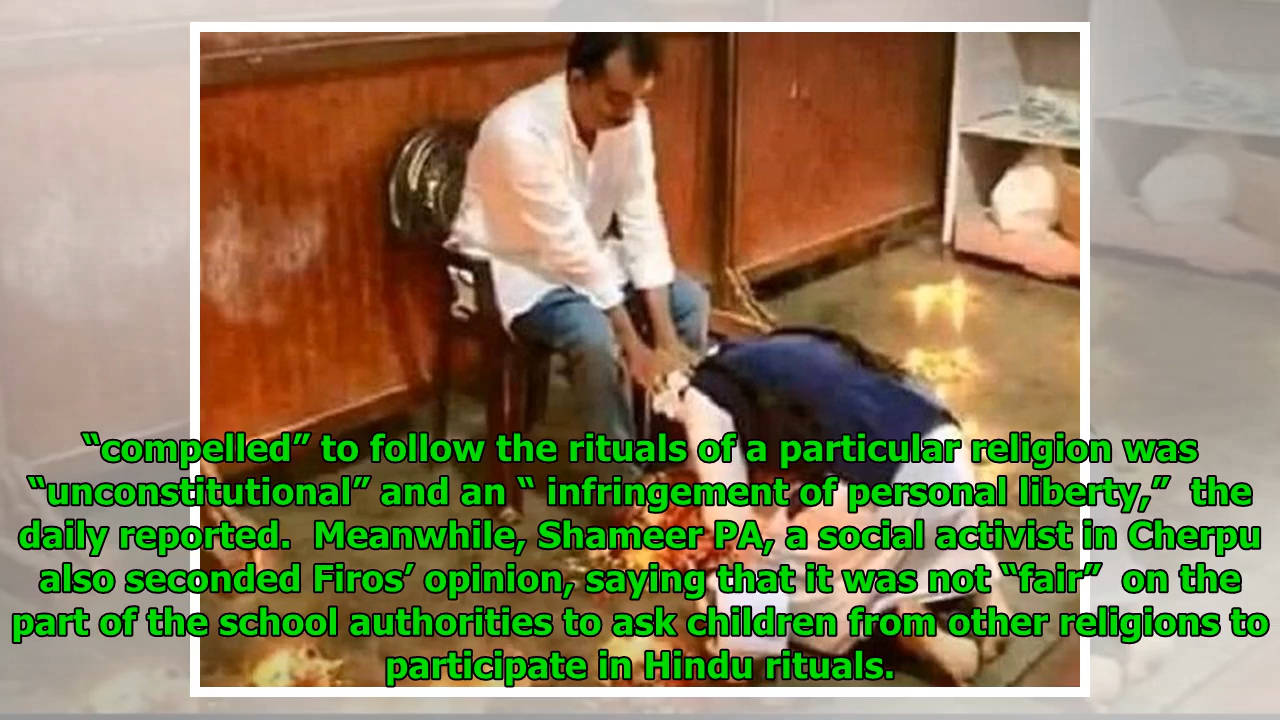 “compelled” to follow the rituals of a particular religion was
“unconstitutional” and an “ infringement of personal liberty,”  the
daily reported.  Meanwhile, Shameer PA, a social activist in Cherpu
also seconded Firos’ opinion, saying that it was not “fair”  on the
part of the school authorities to ask children from other religions to
participate in Hindu rituals.